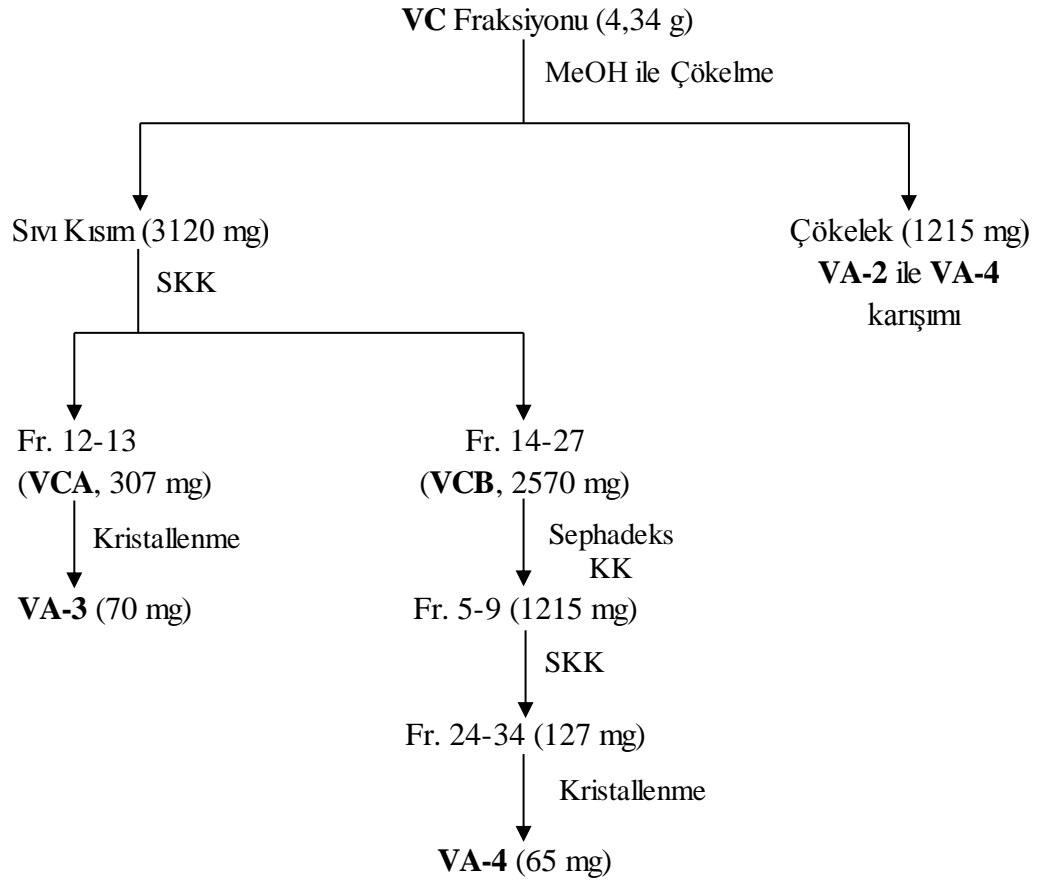 VC Fraksiyonu (4,34 g)
MeOH ile Çökelme
Sıvı Kısım (3120 mg)
Çökelek (1215 mg)
VA-2 ile VA-4
karışımı
SKK
Fr. 12-13
(VCA, 307 mg)
Fr. 14-27
(VCB, 2570 mg)
Kristallenme
Sephadeks
KK
VA-3 (70 mg)
Fr. 5-9 (1215 mg)
SKK
Fr. 24-34 (127 mg)
Kristallenme
VA-4 (65 mg)